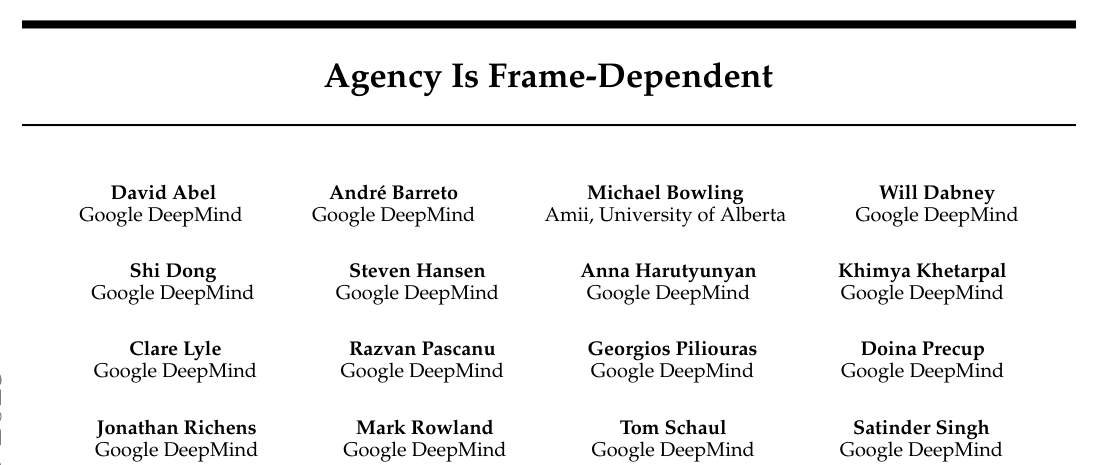 Agency Is Frame-Dependent
David Abel André Barreto Michael Bowling Will Dabney
Google DeepMind Google DeepMind Amii, University of Alberta Google DeepMind
Shi Dong Steven Hansen Anna Harutyunyan Khimya Khetarpal
Google DeepMind Google DeepMind Google DeepMind Google DeepMind
Clare Lyle Razvan Pascanu Georgios Piliouras Doina Precup
Google DeepMind Google DeepMind Google DeepMind Google DeepMind
Jonathan Richens Mark Rowland Tom Schaul Satinder Singh
Google DeepMind Google DeepMind Google DeepMind Google DeepMind